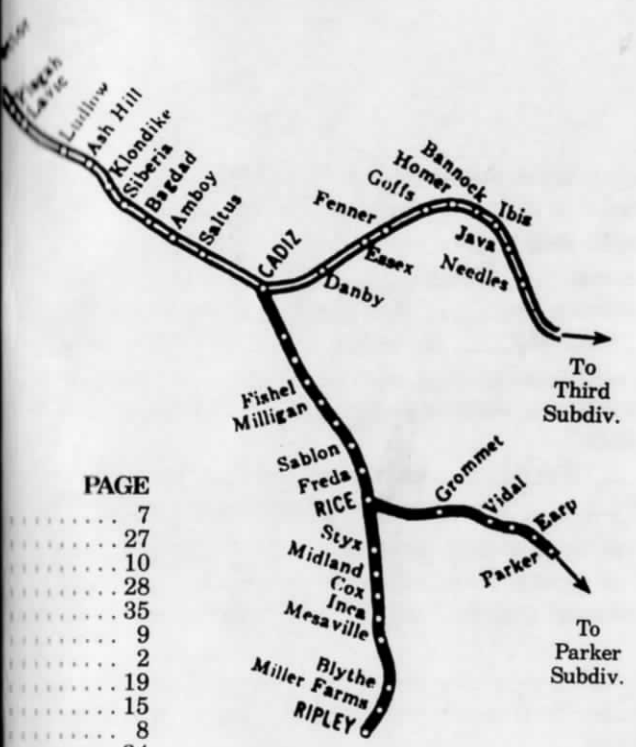 Pisgah
Lavic
Ludlow
Ash Hill
Klondike
Siberia
Bagdad
Amboy
Saltus
CADIZ
Danby
Essex
Fenner
Goffs
Homer
Bannock
Ibis
Java
Needles
To
Third
Subdiv.
Fishel
Milligan
Sablon
Freda
RICE
Grommet
Vidal
Earp
Parker
To
Parker
Subdiv.
Styx
Midland
Cox
Inca
Mesaville
Blythe
Miller Farms
RIPLEY
PAGE
7
27
10
28
35
9
2
19
15
8